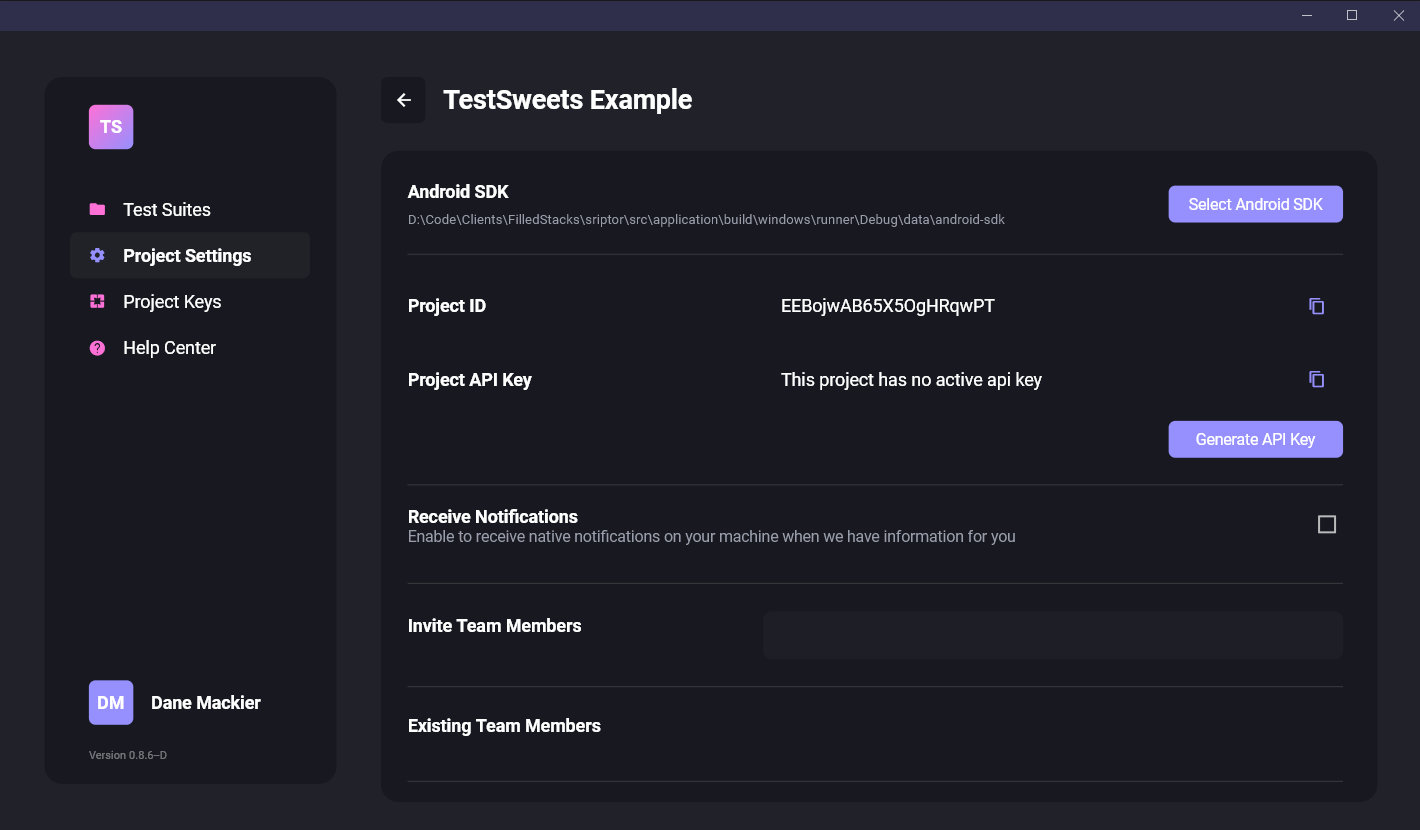 TS
Test Suites
Project Settings
Project Keys
Help Center
DM
Dane Mackier
Version 0.8.6–D
TestSweets Example
Android SDK
D:\Code\Clients\FilledStacks\sriptor\src\application\build\windows\runner\Debug\data\android-sdk
Select Android SDK
Project ID
EEBojwAB65X5OgHRqwPT
Project API Key
This project has no active api key
Generate API Key
Receive Notifications
Enable to receive native notifications on your machine when we have information for you
Invite Team Members
Existing Team Members